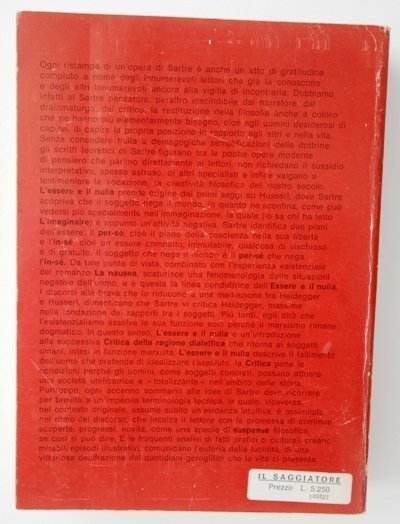 Ogni ristampa di un'opera di Sartre è anche un atto di gratitudine,
compiuto a nome degli innumerevoli lettori che già la conoscono
e degli altri innumerevoli ancora alla vigilia di incontrarla. Dobbiamo
infatti al Sartre pensatore, peraltro inscindibile dal narratore, dal
drammaturgo, dal critico, la restituzione della filosofia anche a coloro
che ne hanno più elementarmente bisogno, cioè agli uomini desiderosi di
capirsi, di capire la propria posizione in rapporto agli altri e nella vita.
Senza concedere nulla a demagogiche semplificazioni delle dottrine,
gli scritti teoretici di Sartre figurano tra le poche opere moderne
di pensiero che parlino direttamente ai lettori, non richiedano il sussidio
interpretativo, spesso astruso, di altri specialisti e infine valgano a
testimoniare la vocazione, la creatività filosofica del nostro secolo.
L'essere e il nulla prende origine dai primi saggi su Husserl, dove Sartre
scopriva che il soggetto nega il mondo, in quanto ne sconfina, come può
vedersi più specialmente nell'immaginazione, la quale (lo sa chi ha letto
L'imaginaire) è appunto un'attività negativa. Sartre identifica due piani
dell'essere: il per-sé, cioè il piano della coscienza nella sua libertà
e l'in-sé, cioè un essere compatto, immutabile, qualcosa di vischioso
e di gratuito. Il soggetto che nega il mondo è il per-sé che nega
l'in-sé. Da tale punto di vista, combinato con l'esperienza esistenziale
del romanzo La nausea, scaturisce una fenomenologia delle situazioni
negative dell'uomo, e è questa la linea conduttrice dell'Essere e il nulla.
I discorsi alla brava che lo riducono a una mediazione tra Heidegger
e Husserl, dimenticano che Sartre vi critica Heidegger, massime
nella fondazione dei rapporti tra i soggetti. Più tardi, egli dirà che
l'esistenzialismo assolve la sua funzione solo perché il marxismo rimane
dogmatico. In questo senso, L'essere e il nulla è un'introduzione
alla successiva Critica della ragione dialettica che ritorna ai soggetti
umani, intesi in funzione marxista. L'essere e il nulla descrive il fallimento
dell'uomo che pretende di idealizzare l'assoluto, la Critica pone le
condizioni perché gli uomini, come soggetti concreti, possano attuare
una società unificatrice e « totalizzante » nell'ambito della storia.
Purtroppo, ogni ennesimo sommario alle idee di Sartre deve ricorrere
per brevità a un'impervia terminologia tecnica, la quale, viceversa,
nel contesto originale, assume subito un'evidenza intuitiva, è assimilata
al ritmo del discorso, che incalza il lettore con la promessa di continue
scoperte, progressi, novità, come una specie di suspense filosofica,
se così si può dire. E le frequenti analisi di fatti pratici o culturali creano
mirabili episodi illustrativi, comunicano l'euforia della lucidità, di una
vittoriosa decifrazione dei quotidiani geroglifici che la vita ci presenta.
IL SAGGIATORE
Prezzo L. 5.250
(4852)